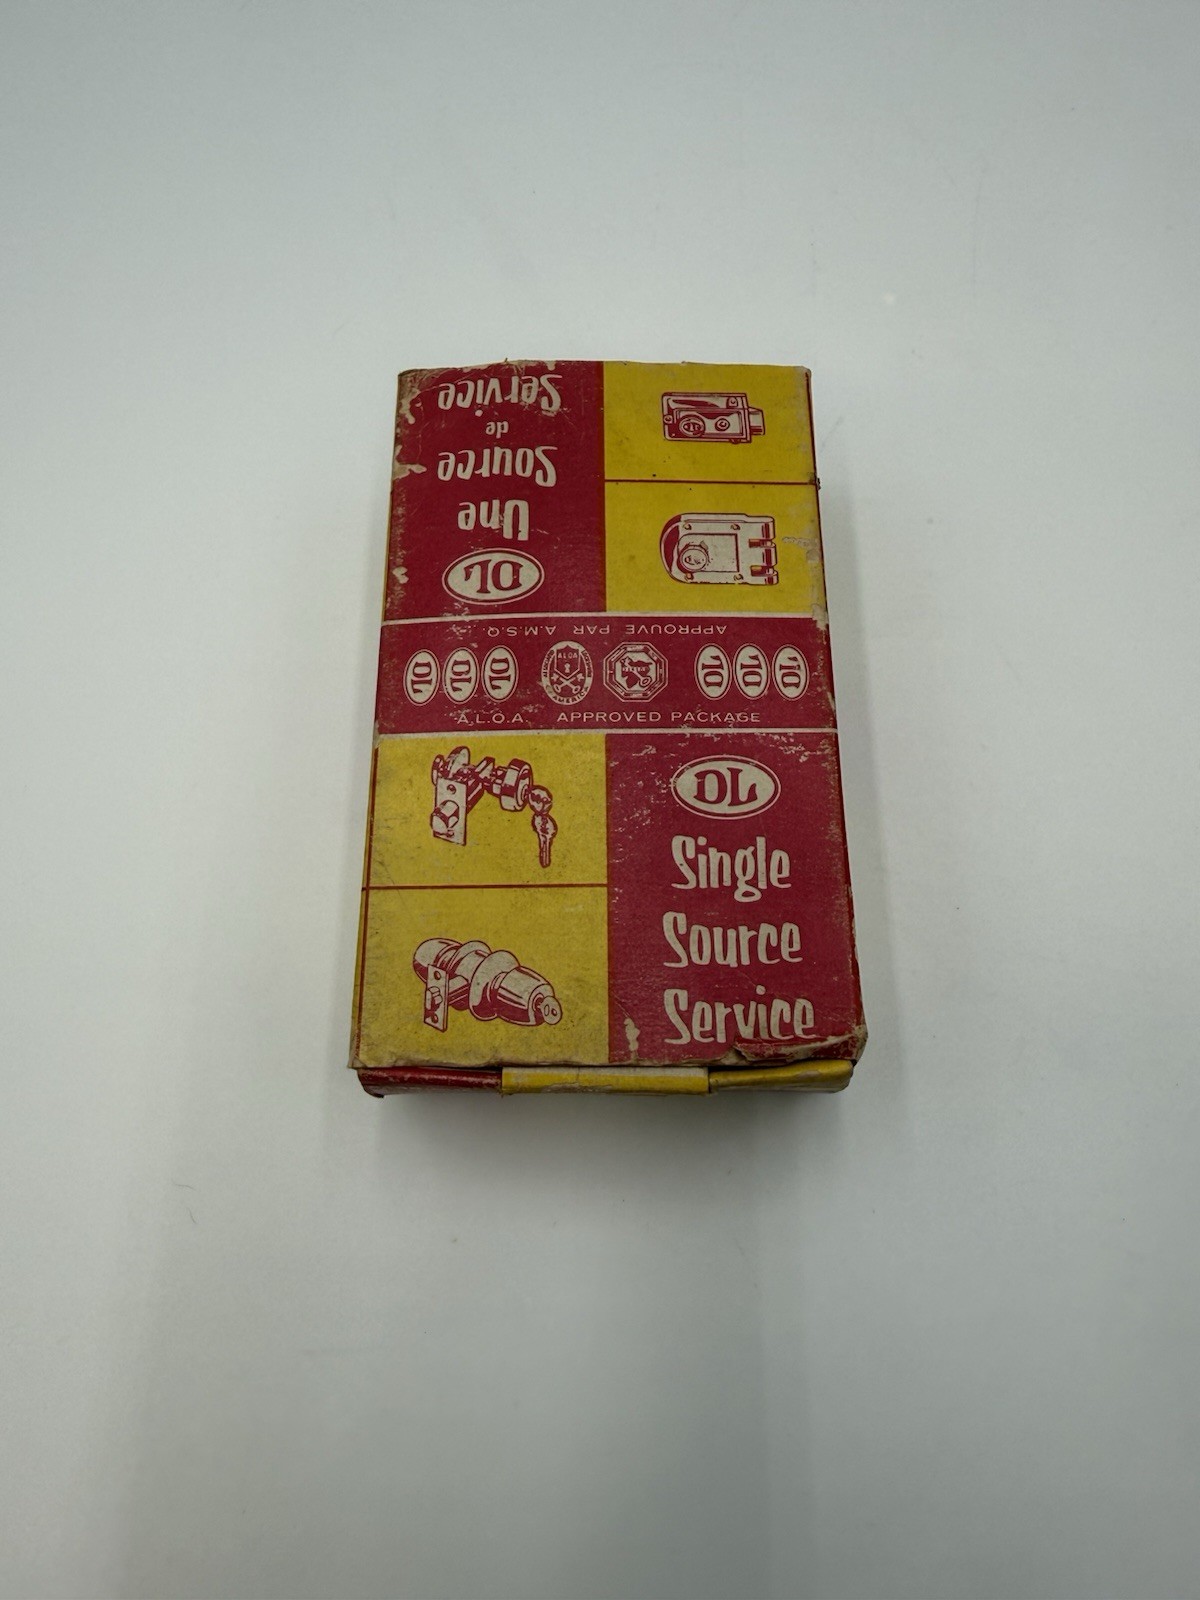 Une
Source
de
Service
DL
APPROUVE PAR A.M.S.Q.
DL DL DL
A L O A
AMERICA
DL DL DL
A.L.O.A. APPROVED PACKAGE
DL
Single
Source
Service